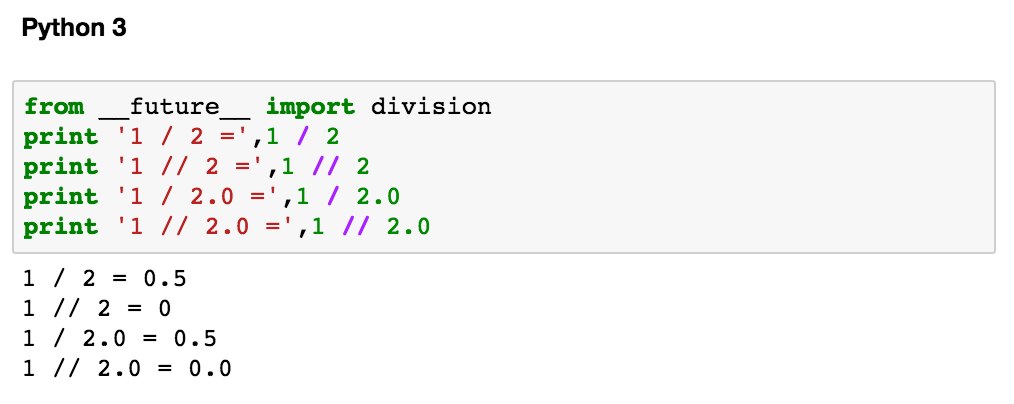 Python 3
from __future__ import division
print '1 / 2 =',1 / 2
print '1 // 2 =',1 // 2
print '1 / 2.0 =',1 / 2.0
print '1 // 2.0 =',1 // 2.0
1 / 2 = 0.5
1 // 2 = 0
1 / 2.0 = 0.5
1 // 2.0 = 0.0